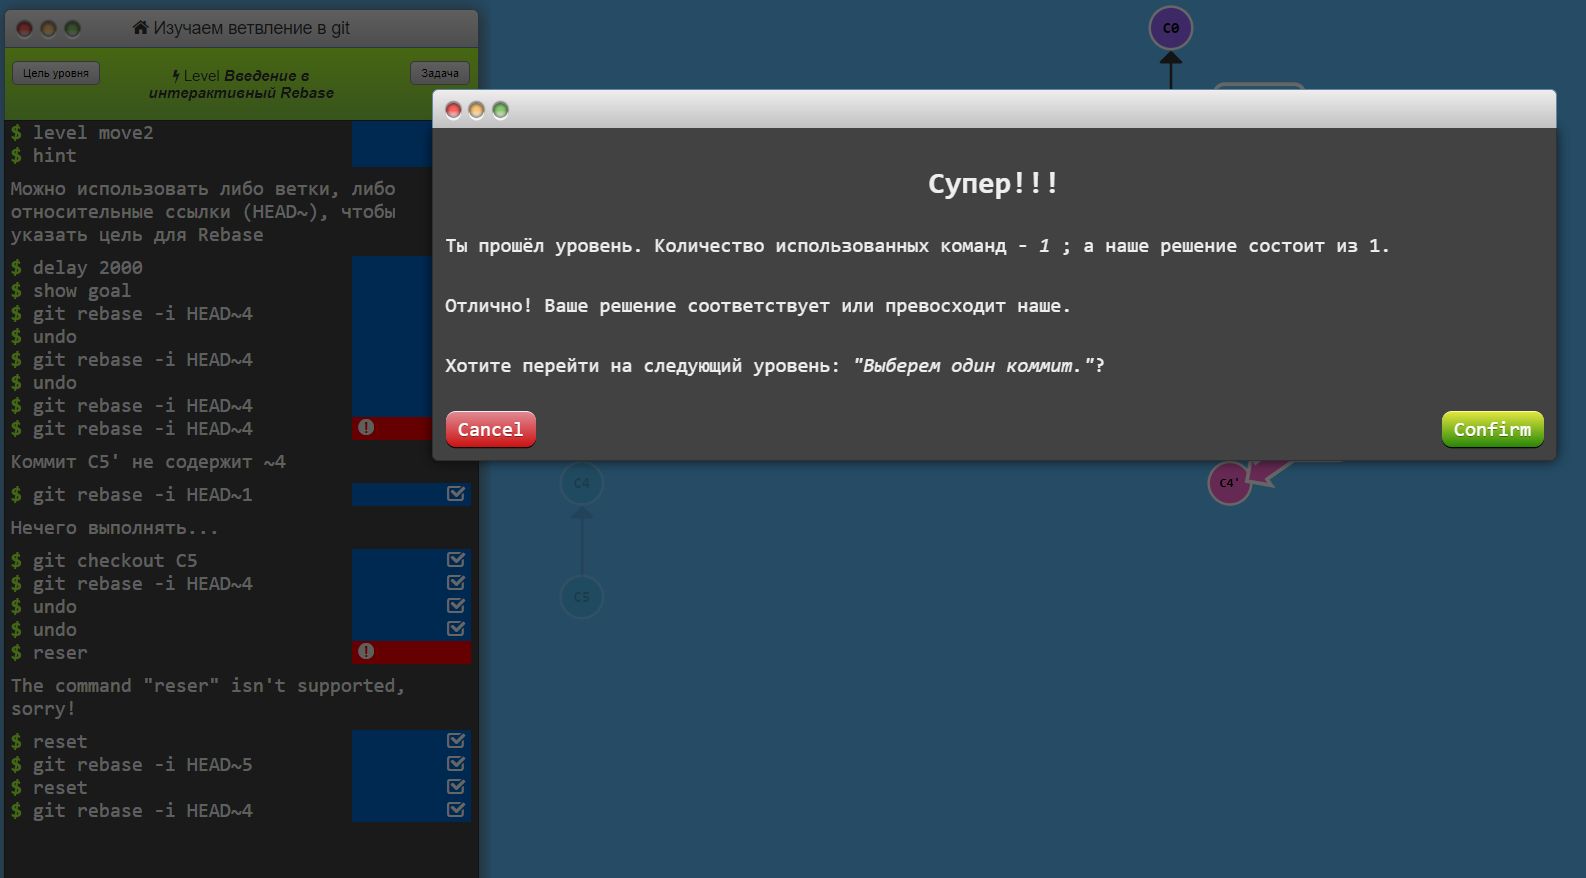 Изучаем ветвление в git
Цель уровня
Level Введение в
интерактивный Rebase
Задача
$ level move2
$ hint
Можно использовать либо ветки, либо
относительные ссылки (HEAD~), чтобы
указать цель для Rebase
$ delay 2000
$ show goal
$ git rebase -i HEAD~4
$ undo
$ git rebase -i HEAD~4
$ undo
$ git rebase -i HEAD~4
$ git rebase -i HEAD~4
Коммит C5' не содержит ~4
$ git rebase -i HEAD~1
Нечего выполнять...
$ git checkout C5
$ git rebase -i HEAD~4
$ undo
$ undo
$ reser
The command "reser" isn't supported,
sorry!
$ reset
$ git rebase -i HEAD~5
$ reset
$ git rebase -i HEAD~4
C0
Супер!!!
Ты прошёл уровень. Количество использованных команд - 1 ; а наше решение состоит из 1.
Отлично! Ваше решение соответствует или превосходит наше.
Хотите перейти на следующий уровень: "Выберем один коммит."?
Cancel
Confirm
C4
C4'
C5